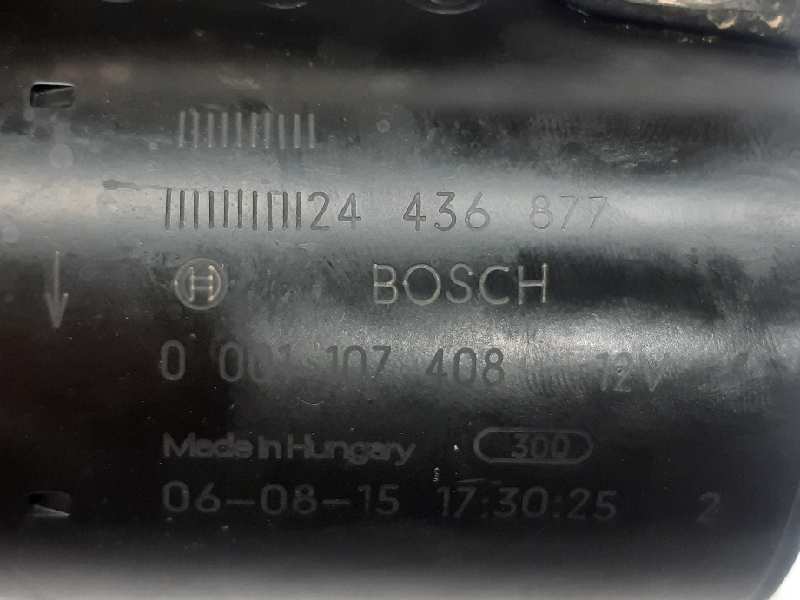 24 436 877
BOSCH
0 001 107 408 12V
Made in Hungary 300
06-08-15 17:30:25 2